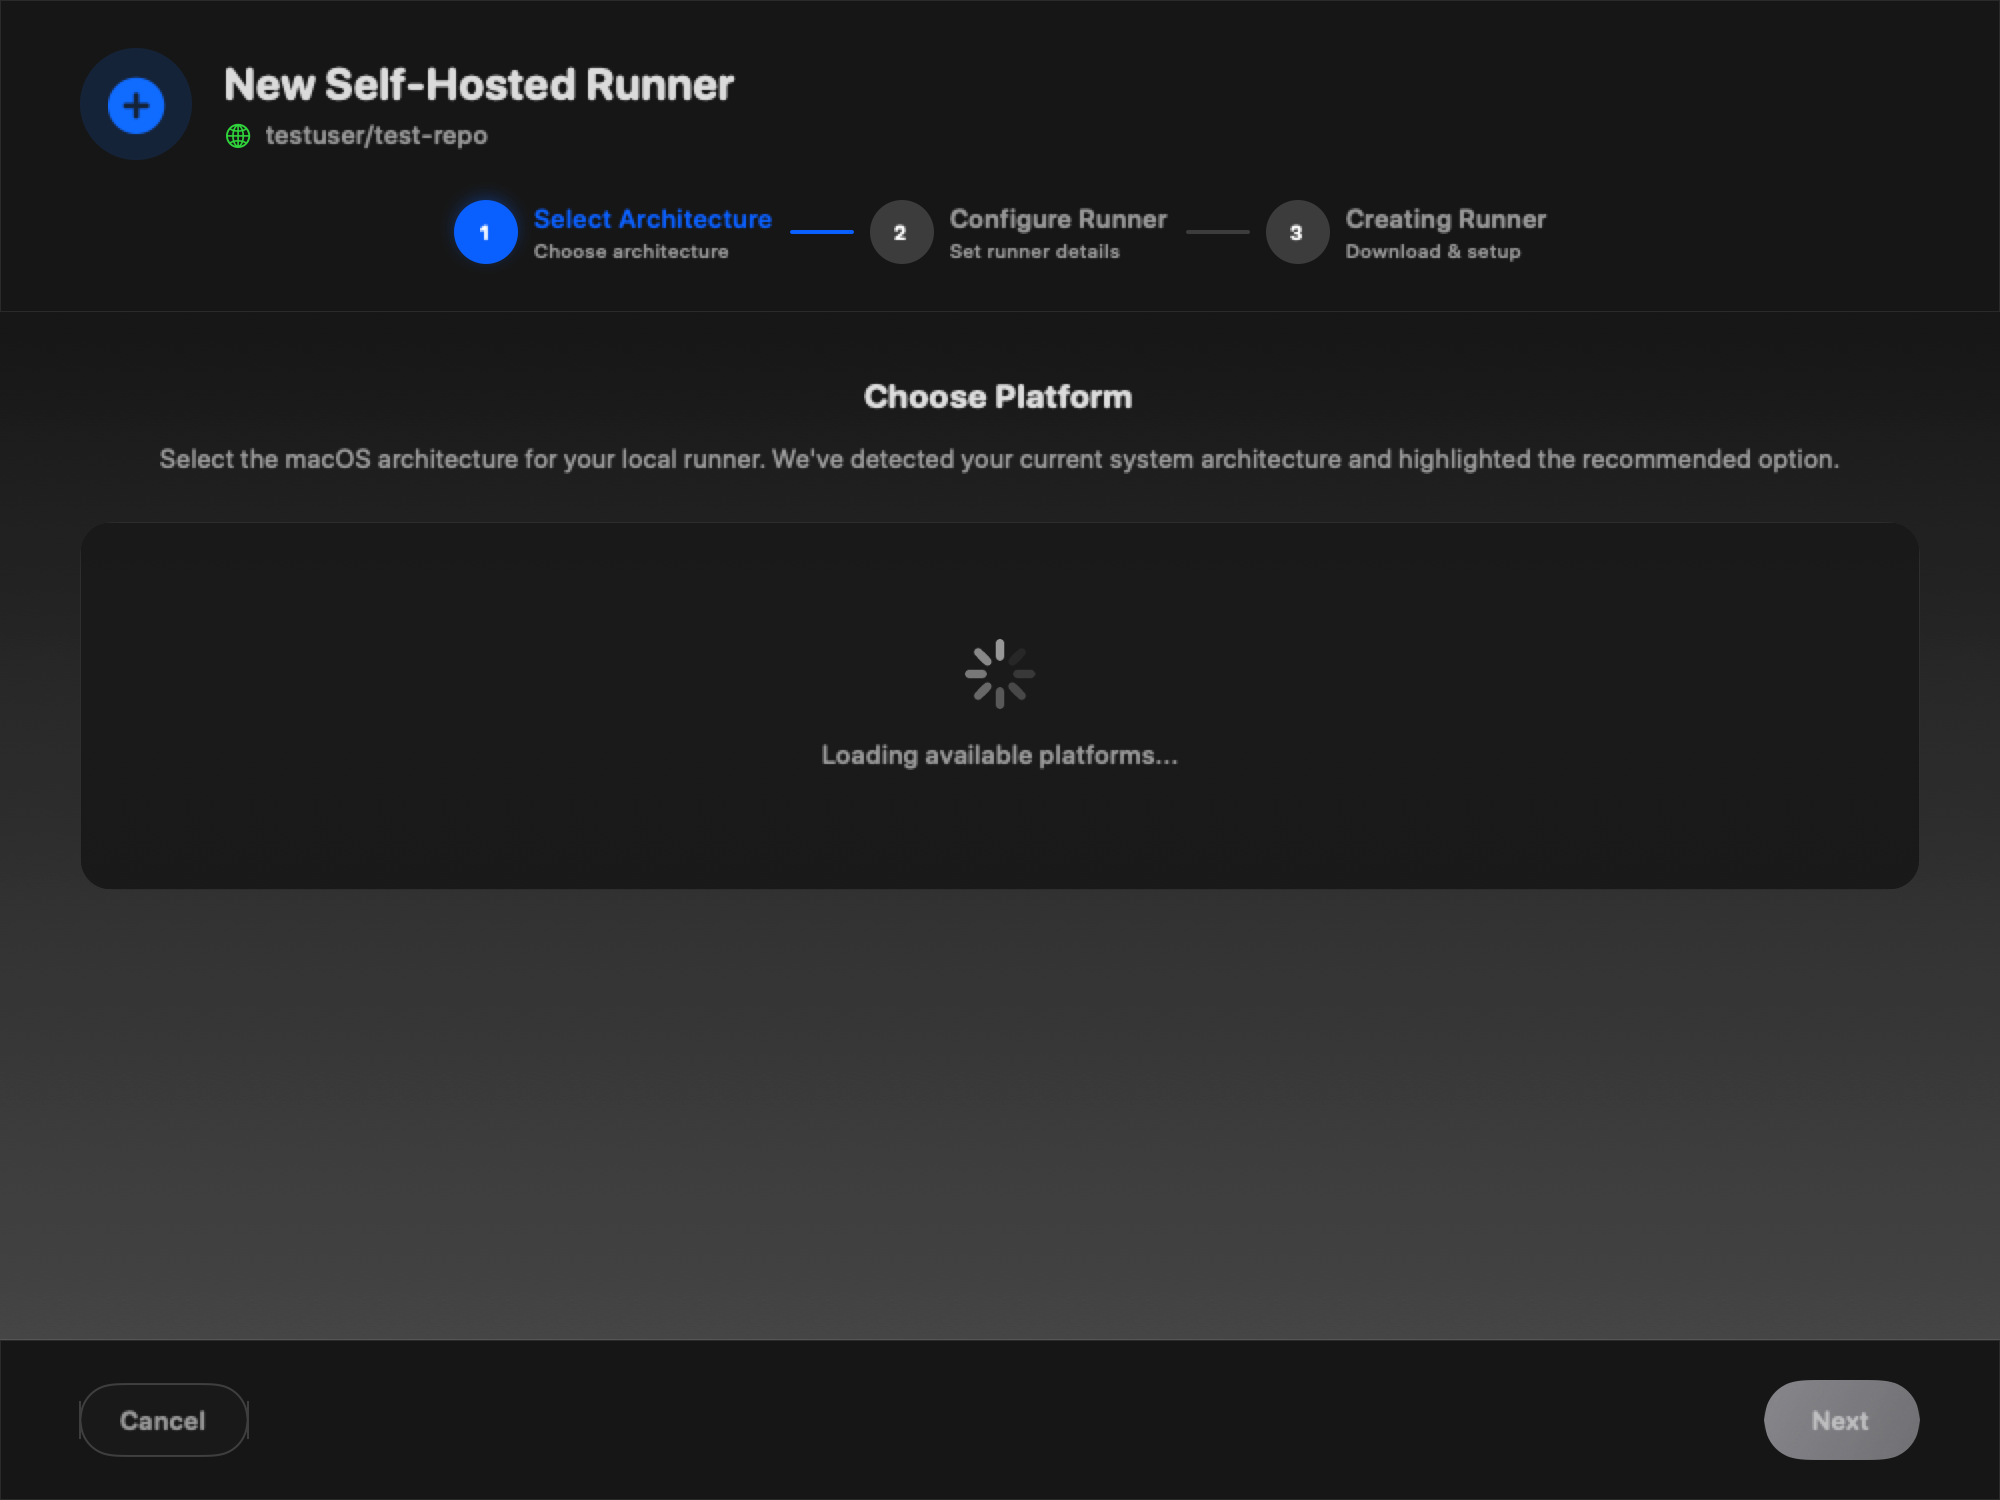 New Self-Hosted Runner
testuser/test-repo
1
Select Architecture
Choose architecture
2
Configure Runner
Set runner details
3
Creating Runner
Download & setup
Choose Platform
Select the macOS architecture for your local runner. We've detected your current system architecture and highlighted the recommended option.
Loading available platforms...
Cancel
Next